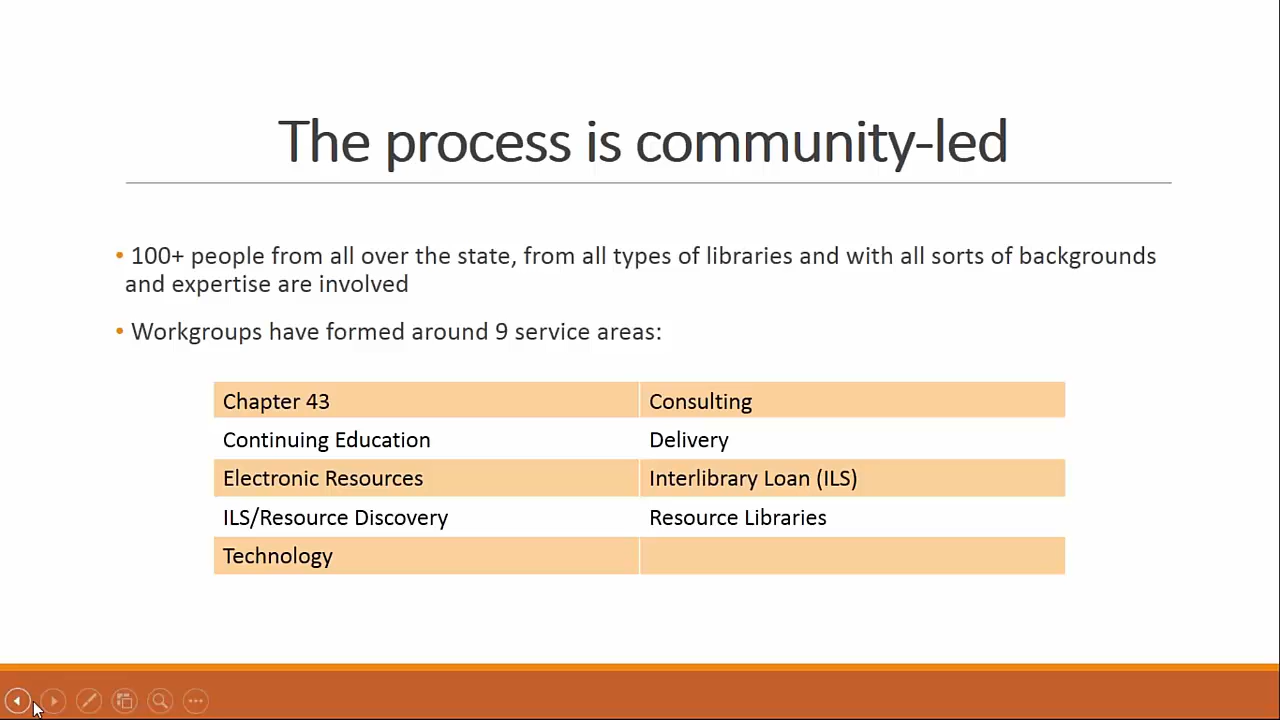 The process is community-led
• 100+ people from all over the state, from all types of libraries and with all sorts of backgrounds
and expertise are involved
• Workgroups have formed around 9 service areas:
Chapter 43 Consulting
Continuing Education Delivery
Electronic Resources Interlibrary Loan (ILS)
ILS/Resource Discovery Resource Libraries
Technology